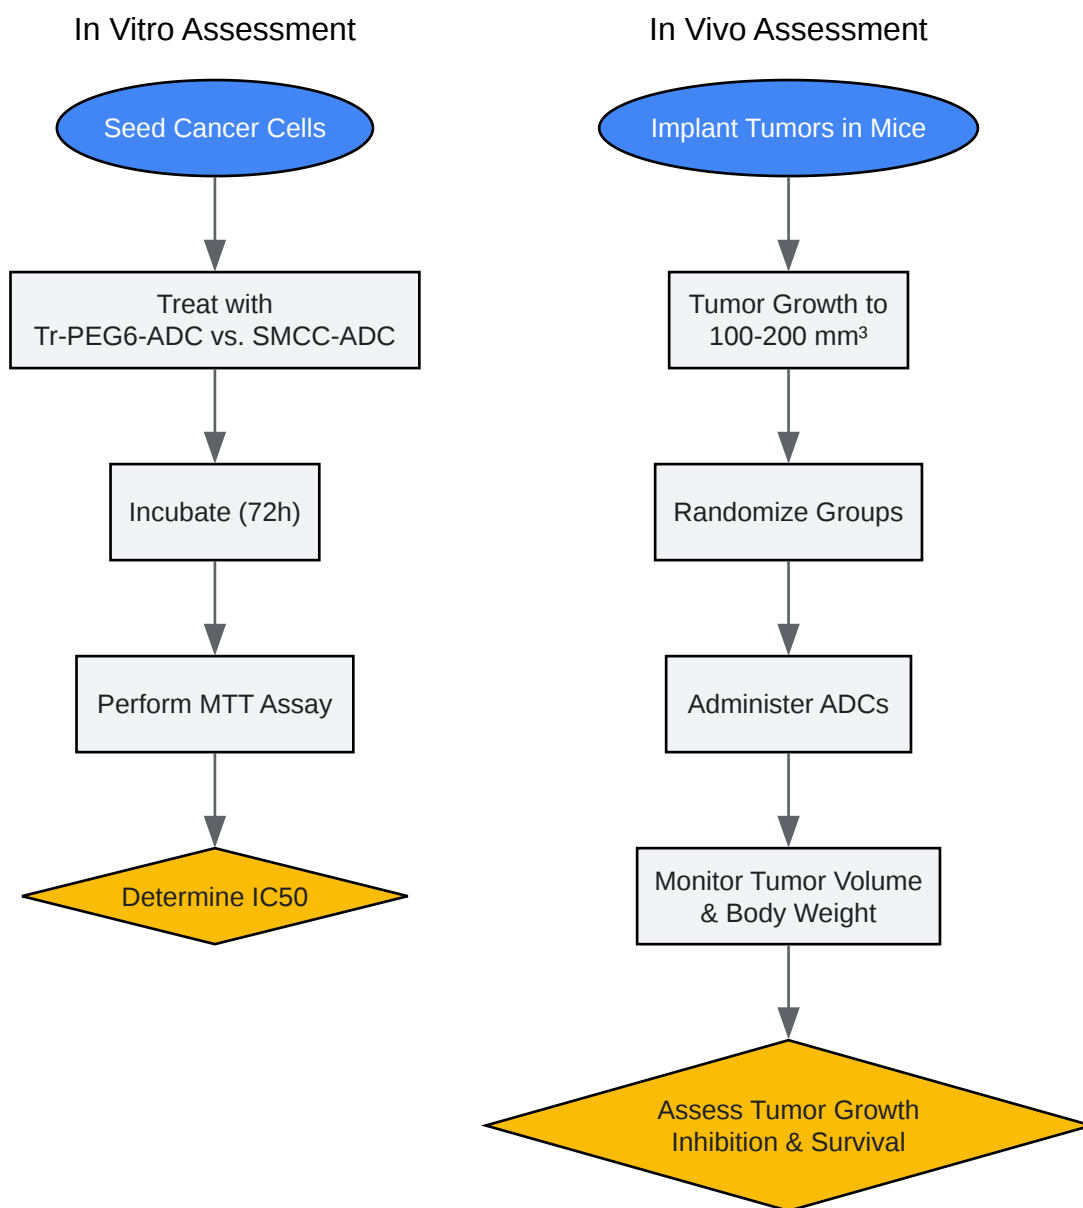 In Vitro Assessment
Seed Cancer Cells
Treat with
Tr-PEG6-ADC vs. SMCC-ADC
Incubate (72h)
Perform MTT Assay
Determine IC50
In Vivo Assessment
Implant Tumors in Mice
Tumor Growth to
100-200 mm³
Randomize Groups
Administer ADCs
Monitor Tumor Volume
& Body Weight
Assess Tumor Growth
Inhibition & Survival